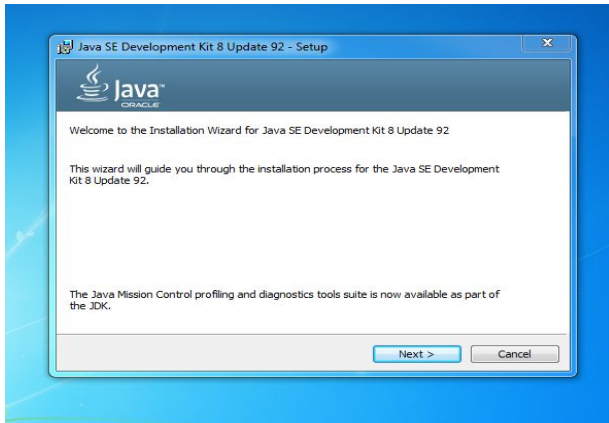 Java SE Development Kit 8 Update 92 - Setup
Java™
ORACLE
Welcome to the Installation Wizard for Java SE Development Kit 8 Update 92
This wizard will guide you through the installation process for the Java SE Development
Kit 8 Update 92.
The Java Mission Control profiling and diagnostics tools suite is now available as part of
the JDK.
Next > Cancel